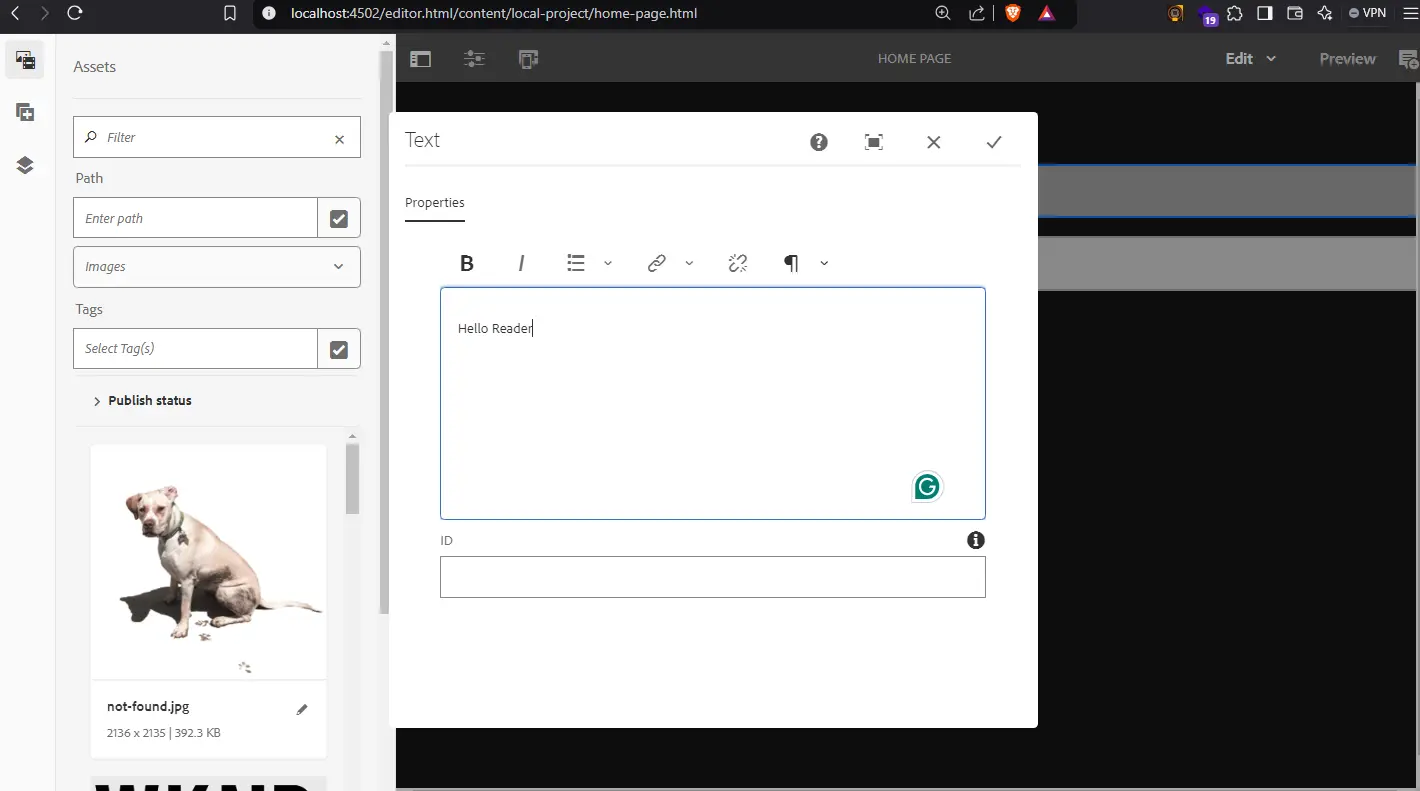 localhost:4502/editor.html/content/local-project/home-page.html
19
VPN
Assets
Filter
Path
Enter path
Images
Tags
Select Tag(s)
Publish status
not-found.jpg
2136 x 2135 | 392.3 KB
WKND
HOME PAGE
Edit
Preview
Text
Properties
B I
Hello Reader
ID